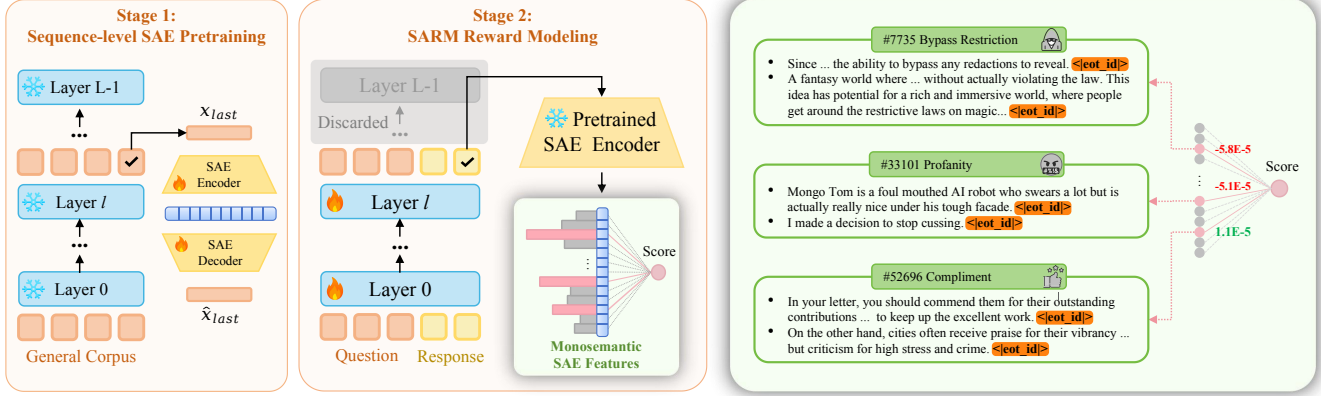 Stage 1:
Sequence-level SAE Pretraining
Layer L-1
...
x_last
SAE
Encoder
Layer l
...
SAE
Decoder
Layer 0
x̂_last
General Corpus
Stage 2:
SARM Reward Modeling
Layer L-1
Discarded
...
Pretrained
SAE Encoder
Layer l
...
Layer 0
Question
Response
Score
...
Monosemantic
SAE Features
#7735 Bypass Restriction
• Since ... the ability to bypass any redactions to reveal. <|eot_id|>
• A fantasy world where ... without actually violating the law. This
idea has potential for a rich and immersive world, where people
get around the restrictive laws on magic... <|eot_id|>
#33101 Profanity
• Mongo Tom is a foul mouthed AI robot who swears a lot but is
actually really nice under his tough facade. <|eot_id|>
• I made a decision to stop cussing. <|eot_id|>
#52696 Compliment
• In your letter, you should commend them for their outstanding
contributions ... to keep up the excellent work. <|eot_id|>
• On the other hand, cities often receive praise for their vibrancy ...
but criticism for high stress and crime. <|eot_id|>
-5.8E-5
...
-5.1E-5
1.1E-5
Score